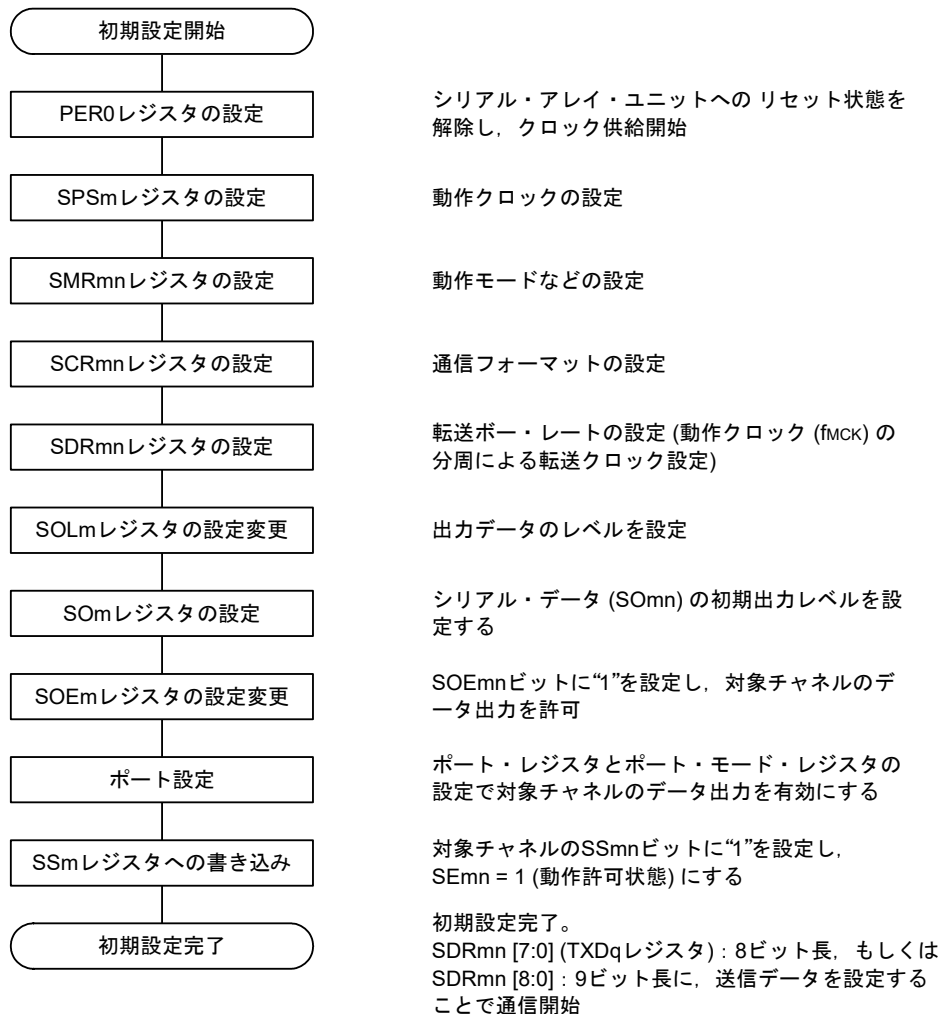 初期設定開始
PER0レジスタの設定
シリアル・アレイ・ユニットへの リセット状態を
解除し，クロック供給開始
SPSmレジスタの設定
動作クロックの設定
SMRmnレジスタの設定
動作モードなどの設定
SCRmnレジスタの設定
通信フォーマットの設定
SDRmnレジスタの設定
転送ボー・レートの設定 (動作クロック (fMCK) の
分周による転送クロック設定)
SOLmレジスタの設定変更
出力データのレベルを設定
SOmレジスタの設定
シリアル・データ (SOmn) の初期出力レベルを設
定する
SOEmレジスタの設定変更
SOEmnビットに“1”を設定し，対象チャネルのデ
ータ出力を許可
ポート設定
ポート・レジスタとポート・モード・レジスタの
設定で対象チャネルのデータ出力を有効にする
SSmレジスタへの書き込み
対象チャネルのSSmnビットに“1”を設定し，
SEmn = 1 (動作許可状態) にする
初期設定完了
初期設定完了。
SDRmn [7:0] (TXDqレジスタ)：8ビット長，もしくは
SDRmn [8:0]：9ビット長に，送信データを設定する
ことで通信開始